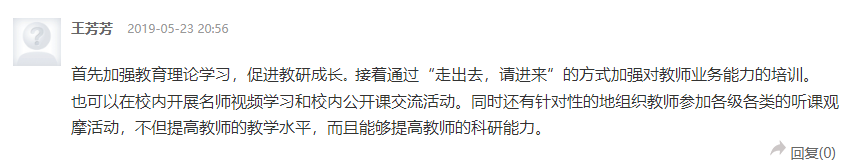 王芳芳 2019-05-23 20:56
首先加强教育理论学习，促进教研成长。接着通过“走出去，请进来”的方式加强对教师业务能力的培训。
也可以在校内开展名师视频学习和校内公开课交流活动。同时还有针对性的地组织教师参加各级各类的听课观
摩活动，不但提高教师的教学水平，而且能够提高教师的科研能力。
回复(0)